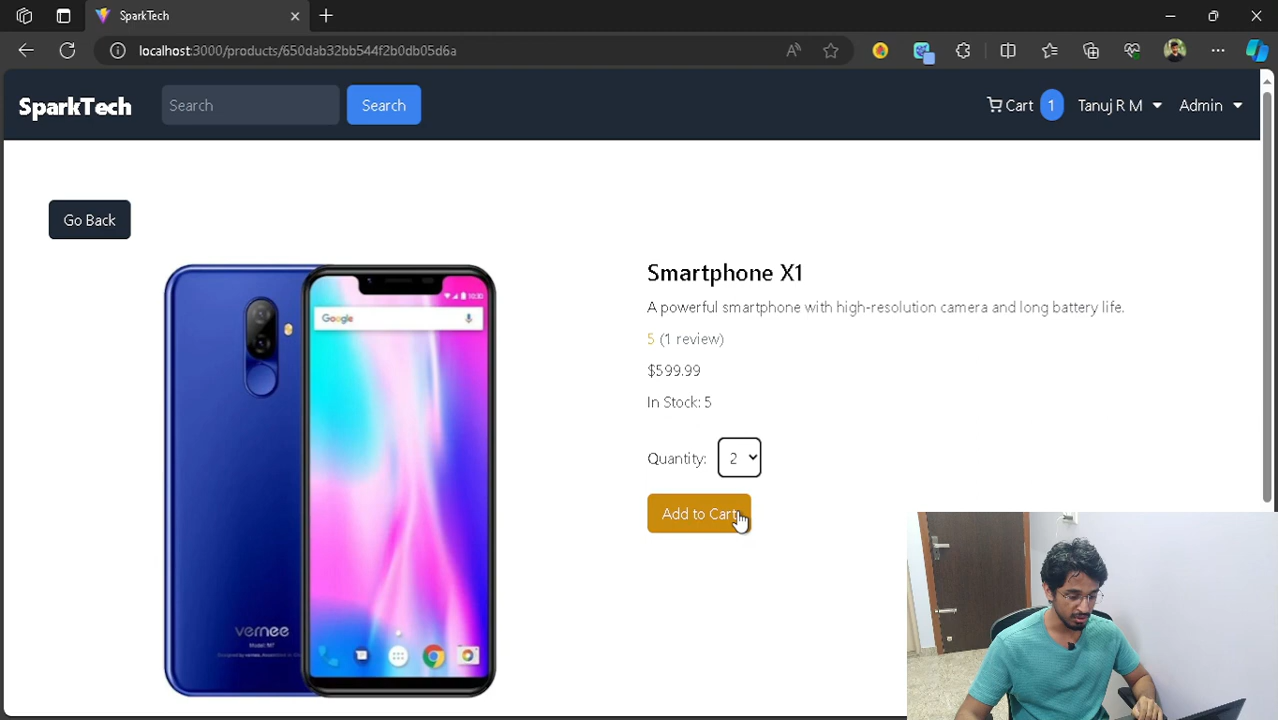 SparkTech
localhost:3000/products/650dab32bb544f2b0db05d6a
SparkTech
Search
Search
Cart 1
Tanuj R M
Admin
Go Back
Smartphone X1
A powerful smartphone with high-resolution camera and long battery life.
5 (1 review)
$599.99
In Stock: 5
Quantity: 2
Add to Cart
10:30
Google
vernee